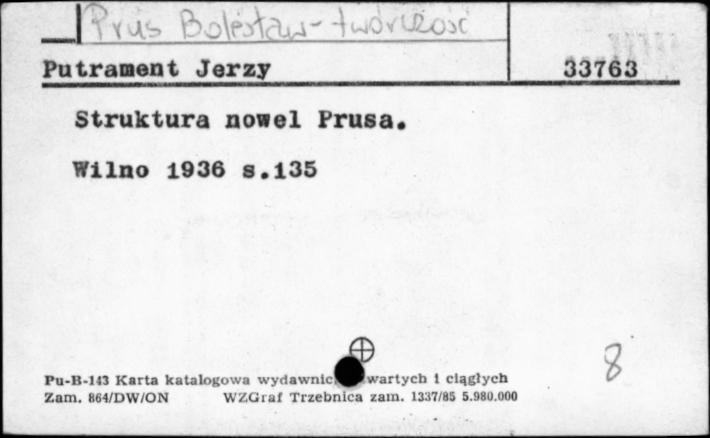 Prus Bolesław - twórczość
Putrament Jerzy 33763
Struktura nowel Prusa.
Wilno 1936 s.135
8
Pu-B-143 Karta katalogowa wydawnic wartych i ciągłych
Zam. 864/DW/ON WZGraf Trzebnica zam. 1337/85 5.980.000